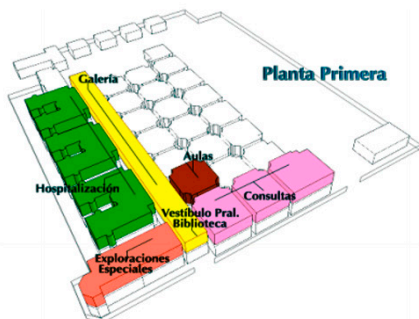 Galería
Planta Primera
Aulas
Hospitalización
Consultas
Vestíbulo Pral.
Biblioteca
Exploraciones
Especiales